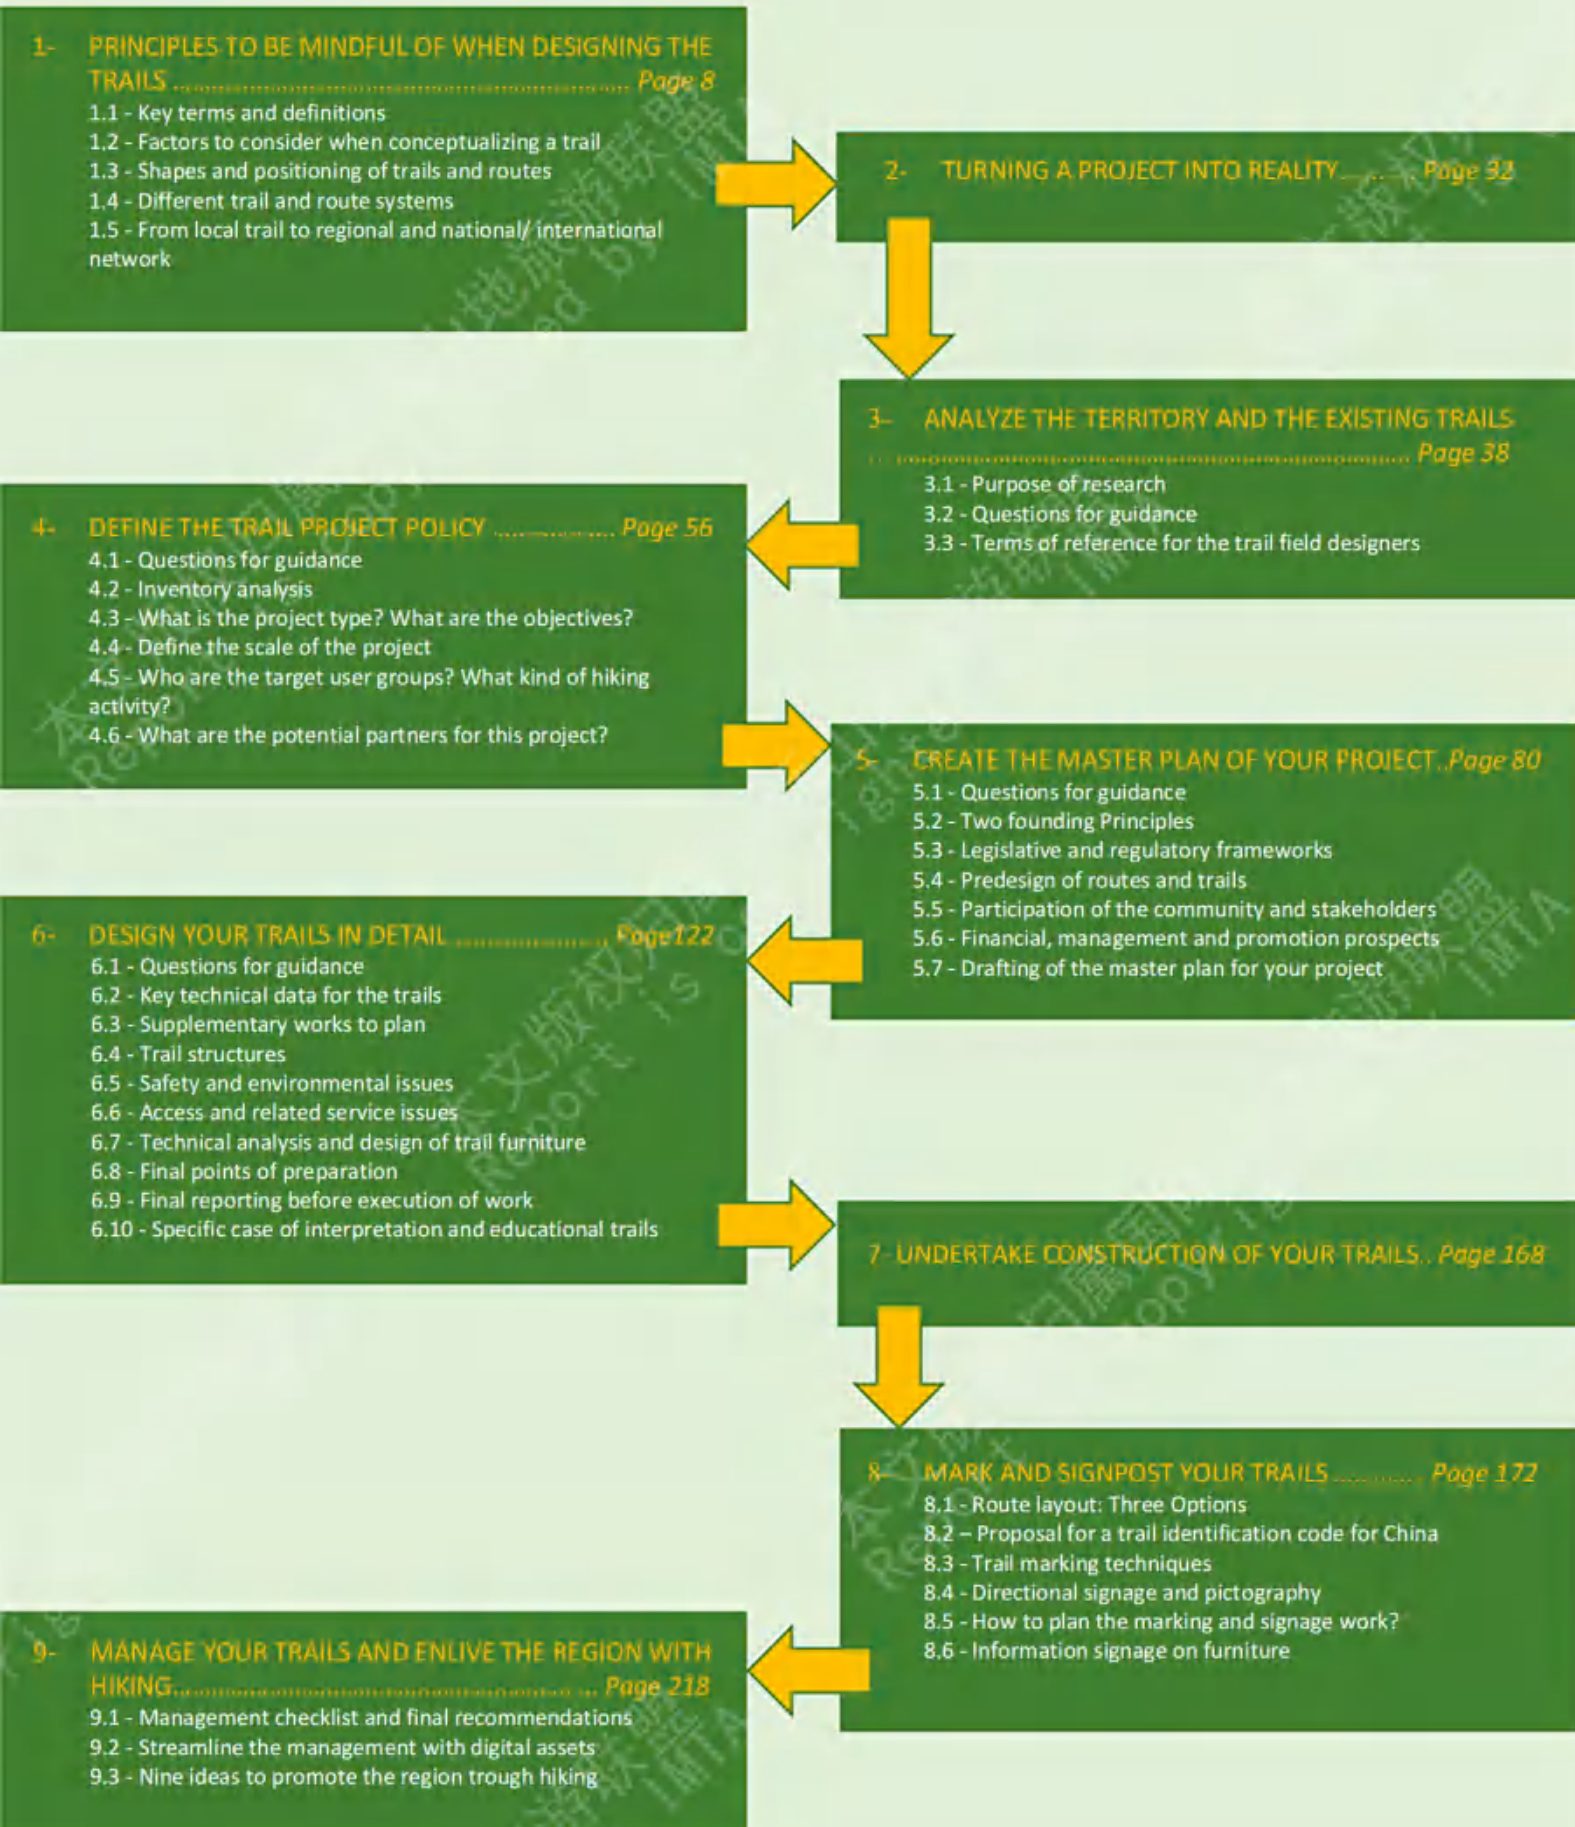 1- PRINCIPLES TO BE MINDFUL OF WHEN DESIGNING THE
TRAILS ................................................................ Page 8
1.1 - Key terms and definitions
1.2 - Factors to consider when conceptualizing a trail
1.3 - Shapes and positioning of trails and routes
1.4 - Different trail and route systems
1.5 - From local trail to regional and national/ international
network
2- TURNING A PROJECT INTO REALITY............ Page 32
3- ANALYZE THE TERRITORY AND THE EXISTING TRAILS
... ................................................................ Page 38
3.1 - Purpose of research
3.2 - Questions for guidance
3.3 - Terms of reference for the trail field designers
4- DEFINE THE TRAIL PROJECT POLICY .................. Page 56
4.1 - Questions for guidance
4.2 - Inventory analysis
4.3 - What is the project type? What are the objectives?
4.4 - Define the scale of the project
4.5 - Who are the target user groups? What kind of hiking
activity?
4.6 - What are the potential partners for this project?
5- CREATE THE MASTER PLAN OF YOUR PROJECT..Page 80
5.1 - Questions for guidance
5.2 - Two founding Principles
5.3 - Legislative and regulatory frameworks
5.4 - Predesign of routes and trails
5.5 - Participation of the community and stakeholders
5.6 - Financial, management and promotion prospects
5.7 - Drafting of the master plan for your project
6- DESIGN YOUR TRAILS IN DETAIL ....................... Page122
6.1 - Questions for guidance
6.2 - Key technical data for the trails
6.3 - Supplementary works to plan
6.4 - Trail structures
6.5 - Safety and environmental issues
6.6 - Access and related service issues
6.7 - Technical analysis and design of trail furniture
6.8 - Final points of preparation
6.9 - Final reporting before execution of work
6.10 - Specific case of interpretation and educational trails
7- UNDERTAKE CONSTRUCTION OF YOUR TRAILS.. Page 168
8- MARK AND SIGNPOST YOUR TRAILS ............. Page 172
8.1 - Route layout: Three Options
8.2 – Proposal for a trail identification code for China
8.3 - Trail marking techniques
8.4 - Directional signage and pictography
8.5 - How to plan the marking and signage work?
8.6 - Information signage on furniture
9- MANAGE YOUR TRAILS AND ENLIVE THE REGION WITH
HIKING........................................................... ... Page 218
9.1 - Management checklist and final recommendations
9.2 - Streamline the management with digital assets
9.3 - Nine ideas to promote the region trough hiking